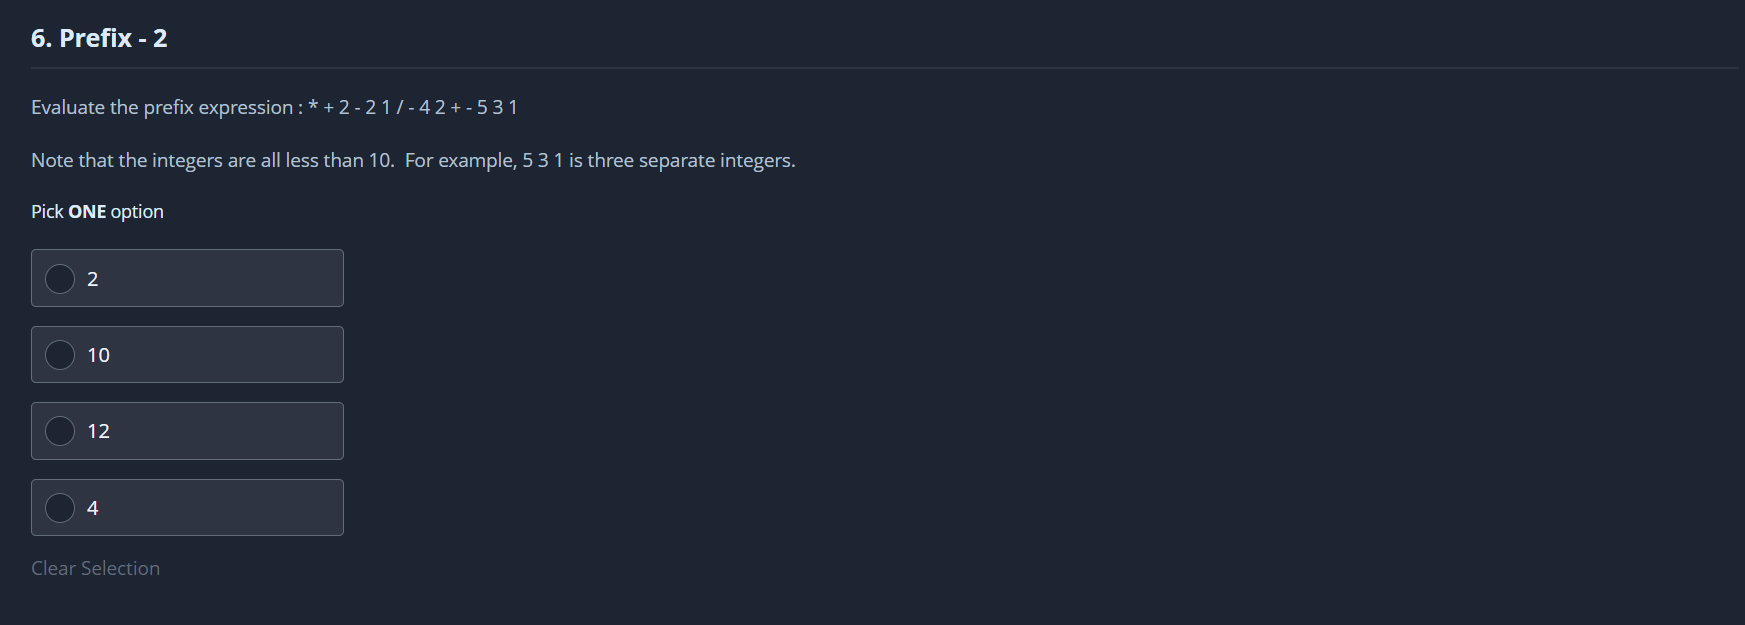 6. Prefix - 2
Evaluate the prefix expression : * + 2 - 2 1 / - 4 2 + - 5 3 1
Note that the integers are all less than 10.  For example, 5 3 1 is three separate integers.
Pick ONE option
2
10
12
4
Clear Selection